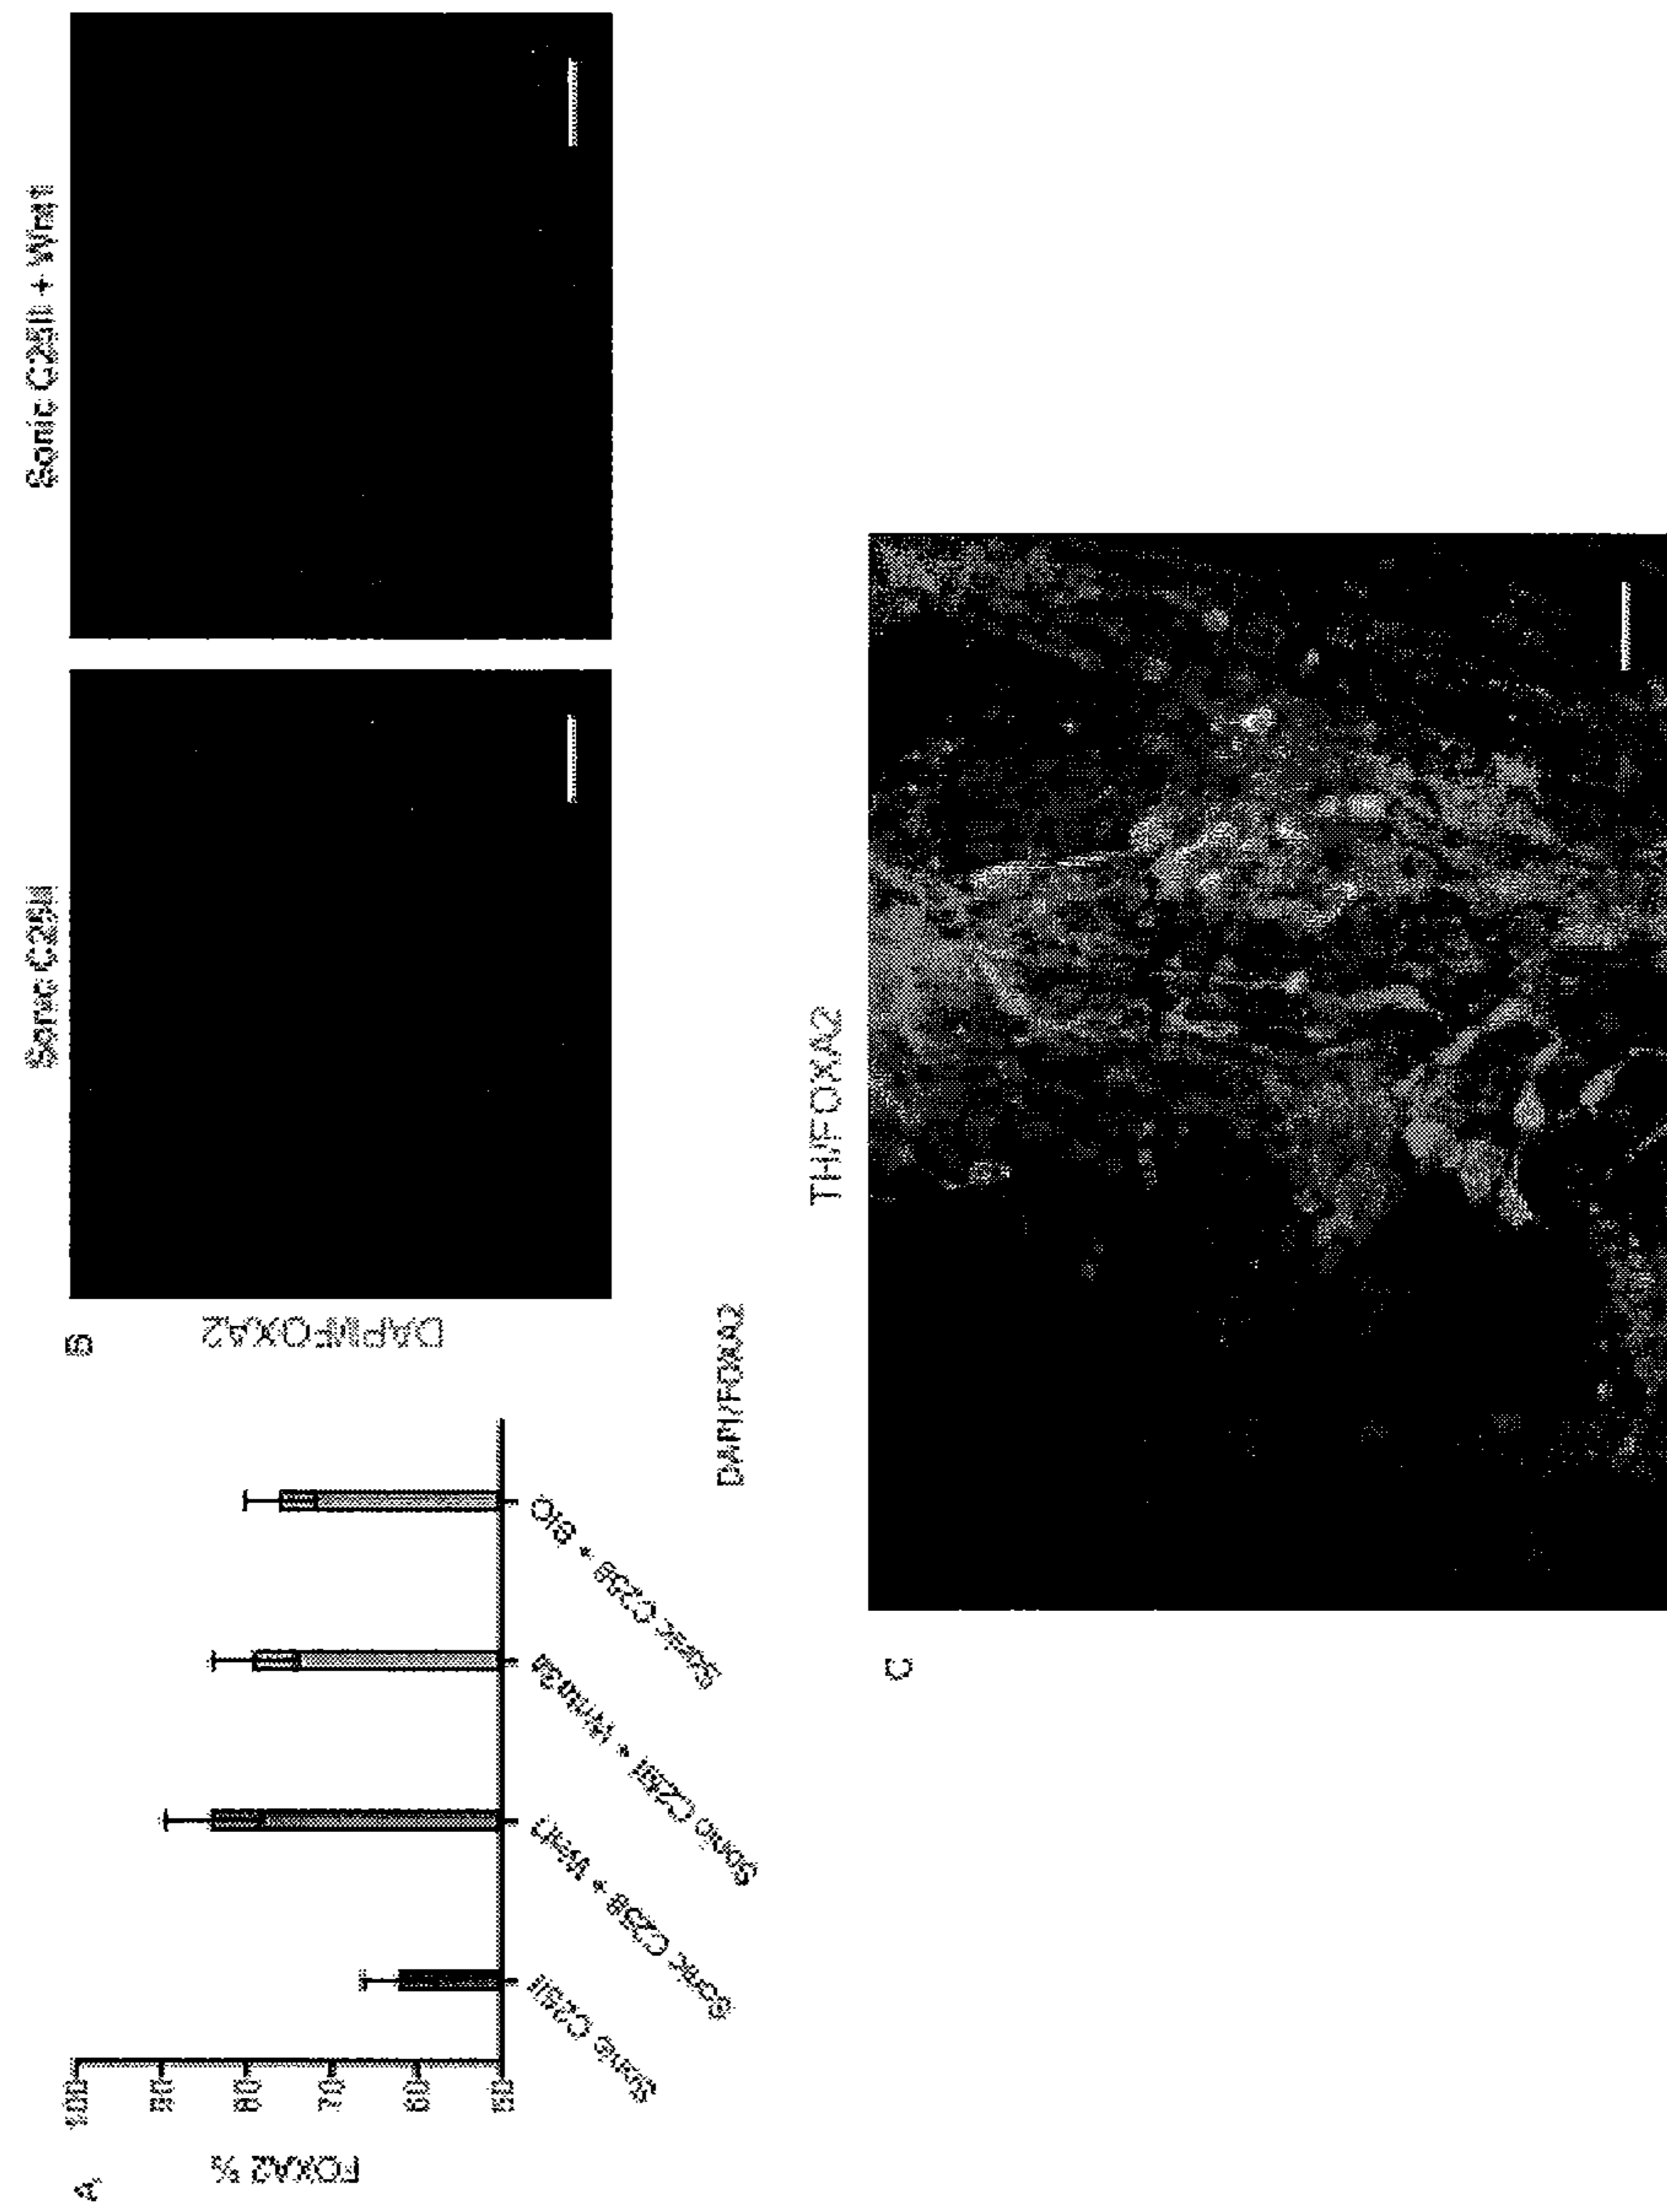 A
FOXA2 %
100
90
80
70
60
50
Sonic C25II
Sonic C25II + Wnt1
Sonic C25II + Wnt3a
Sonic C25II + BIO
B
Sonic C25II
Sonic C25II + Wnt1
DAPI/FOXA2
DAPI/FOXA2
C
TH/FOXA2